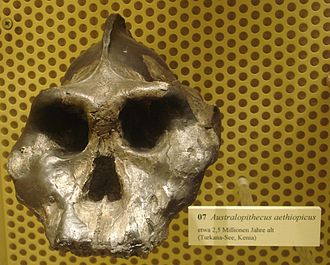 07 Australopithecus aethiopicus
etwa 2,5 Millionen Jahre alt
(Turkana-See, Kenia)